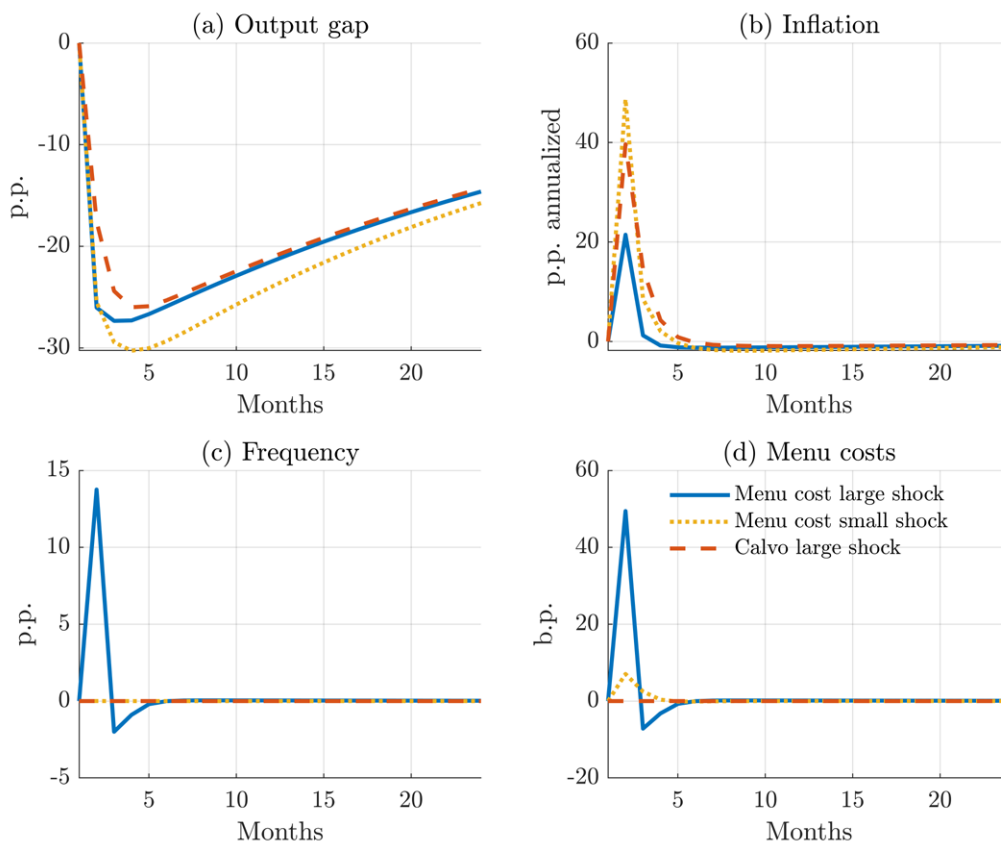 (a) Output gap
0
-10
-20
-30
p.p.
5
10
15
20
Months
(b) Inflation
60
40
20
0
p.p. annualized
5
10
15
20
Months
(c) Frequency
15
10
5
0
-5
p.p.
5
10
15
20
Months
(d) Menu costs
60
40
20
0
-20
b.p.
Menu cost large shock
Menu cost small shock
Calvo large shock
5
10
15
20
Months